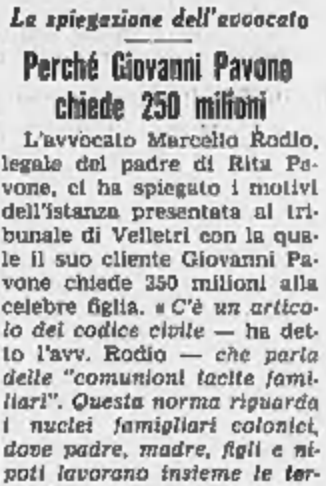 La spiegazione dell'avvocato
Perché Giovanni Pavone
chiede 250 milioni
L'avvocato Marcello Rodio,
legale del padre di Rita Pa-
vone, ci ha spiegato i motivi
dell'istanza presentata al tri-
bunale di Velletri con la qua-
le il suo cliente Giovanni Pa-
vone chiede 350 milioni alla
celebre figlia. « C'è un artico-
lo del codice civile — ha det-
to l'avv. Rodio — che parla
delle "comunioni tacite fami-
liari". Questa norma riguarda
i nuclei famigliari colonici,
dove padre, madre, figli e ni-
poti lavorano insieme le ter-